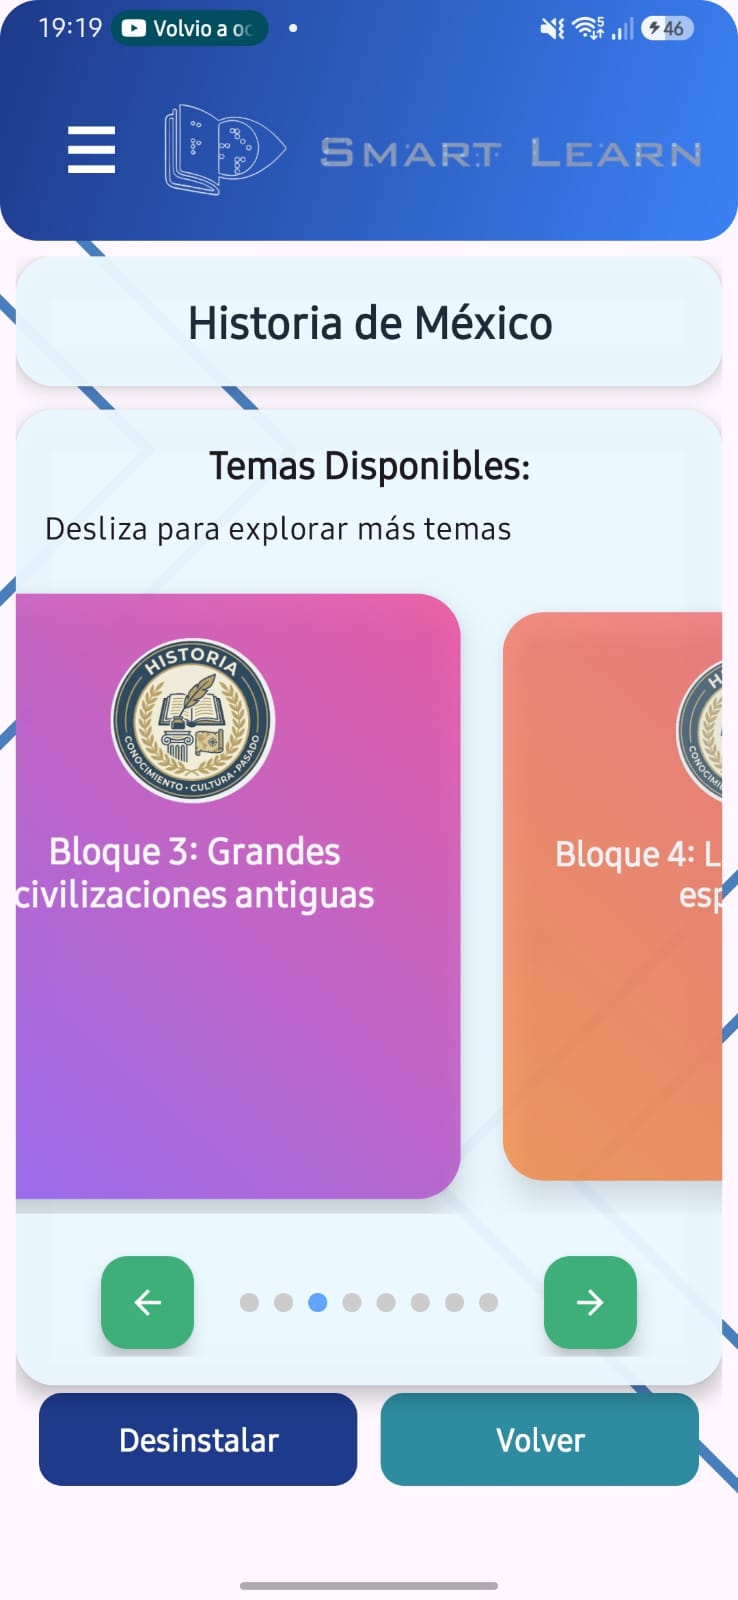 19:19
Volvio a
46
SMART LEARN
Historia de México
Temas Disponibles:
Desliza para explorar más temas
HISTORIA
CONOCIMIENTO · CULTURA · PASADO
Bloque 3: Grandes
civilizaciones antiguas
Bloque 4: L
esp
Desinstalar
Volver